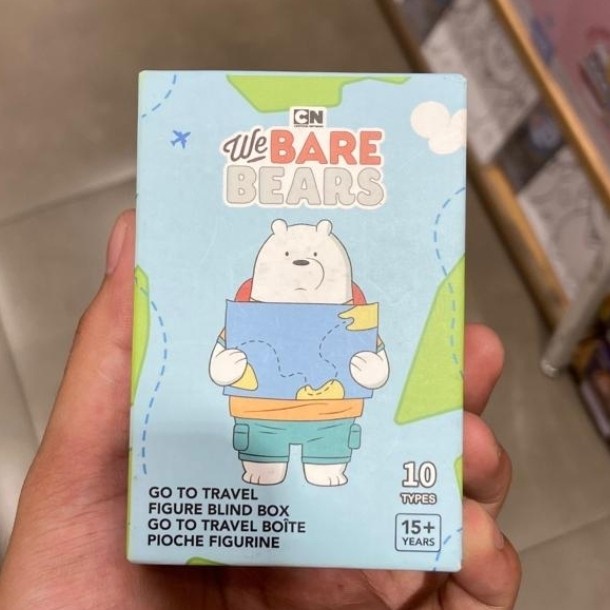 CN
We BARE
BEARS
GO TO TRAVEL
FIGURE BLIND BOX
GO TO TRAVEL BOÎTE
PIOCHE FIGURINE
10
TYPES
15+
YEARS